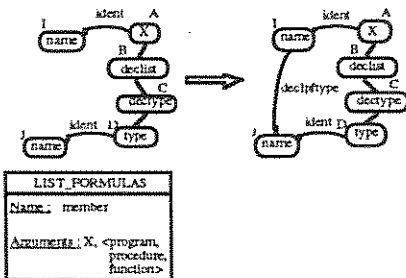 A
I
ident
X
name
B
declist
C
dectype
J
ident
D
name
type
A
I
ident
X
name
B
declist
declpftype
C
dectype
J
ident
D
name
type
LIST_FORMULAS
Name : member
Arguments : X, <program,
procedure,
function>